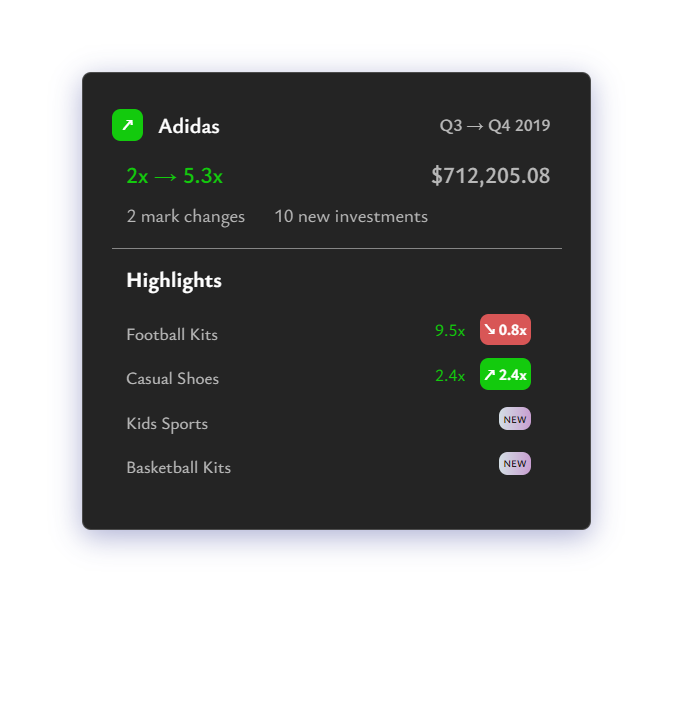 ↗ Adidas Q3 → Q4 2019
2x → 5.3x $712,205.08
2 mark changes 10 new investments
Highlights
Football Kits 9.5x ↘ 0.8x
Casual Shoes 2.4x ↗ 2.4x
Kids Sports NEW
Basketball Kits NEW